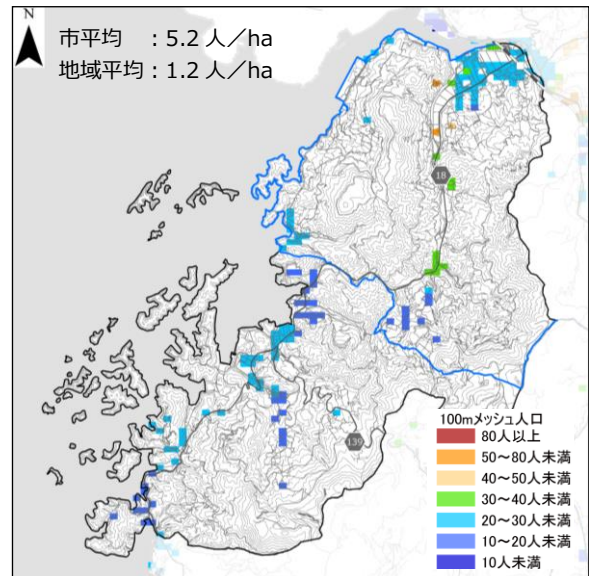 N
市平均　：5.2 人／ha
地域平均：1.2 人／ha
18
139
100mメッシュ人口
80人以上
50～80人未満
40～50人未満
30～40人未満
20～30人未満
10～20人未満
10人未満